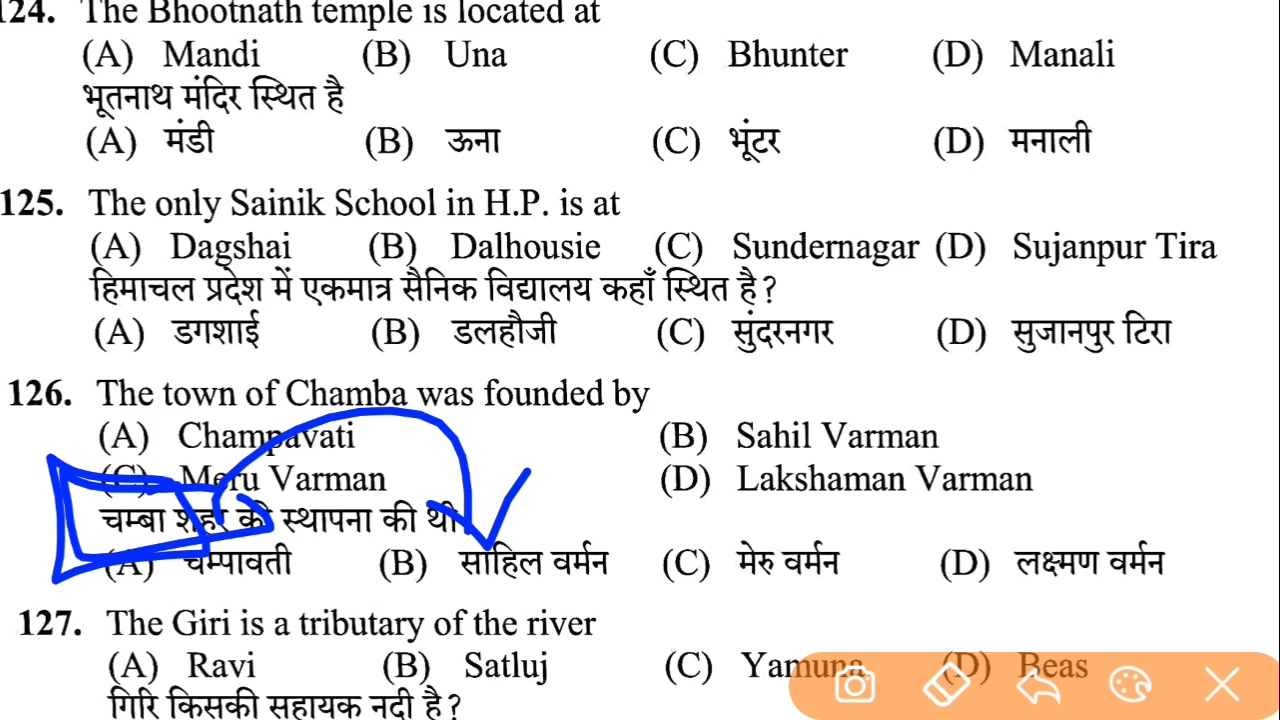 124. The Bhootnath temple is located at
(A) Mandi (B) Una (C) Bhunter (D) Manali
भूतनाथ मंदिर स्थित है
(A) मंडी (B) ऊना (C) भूंटर (D) मनाली
125. The only Sainik School in H.P. is at
(A) Dagshai (B) Dalhousie (C) Sundernagar (D) Sujanpur Tira
हिमाचल प्रदेश में एकमात्र सैनिक विद्यालय कहाँ स्थित है?
(A) डगशाई (B) डलहौजी (C) सुंदरनगर (D) सुजानपुर टिरा
126. The town of Chamba was founded by
(A) Champavati (B) Sahil Varman
(C) Meru Varman (D) Lakshaman Varman
चम्बा शहर की स्थापना की थी
(A) चम्पावती (B) साहिल वर्मन (C) मेरु वर्मन (D) लक्ष्मण वर्मन
127. The Giri is a tributary of the river
(A) Ravi (B) Satluj (C) Yamuna (D) Beas
गिरि किसकी सहायक नदी है?